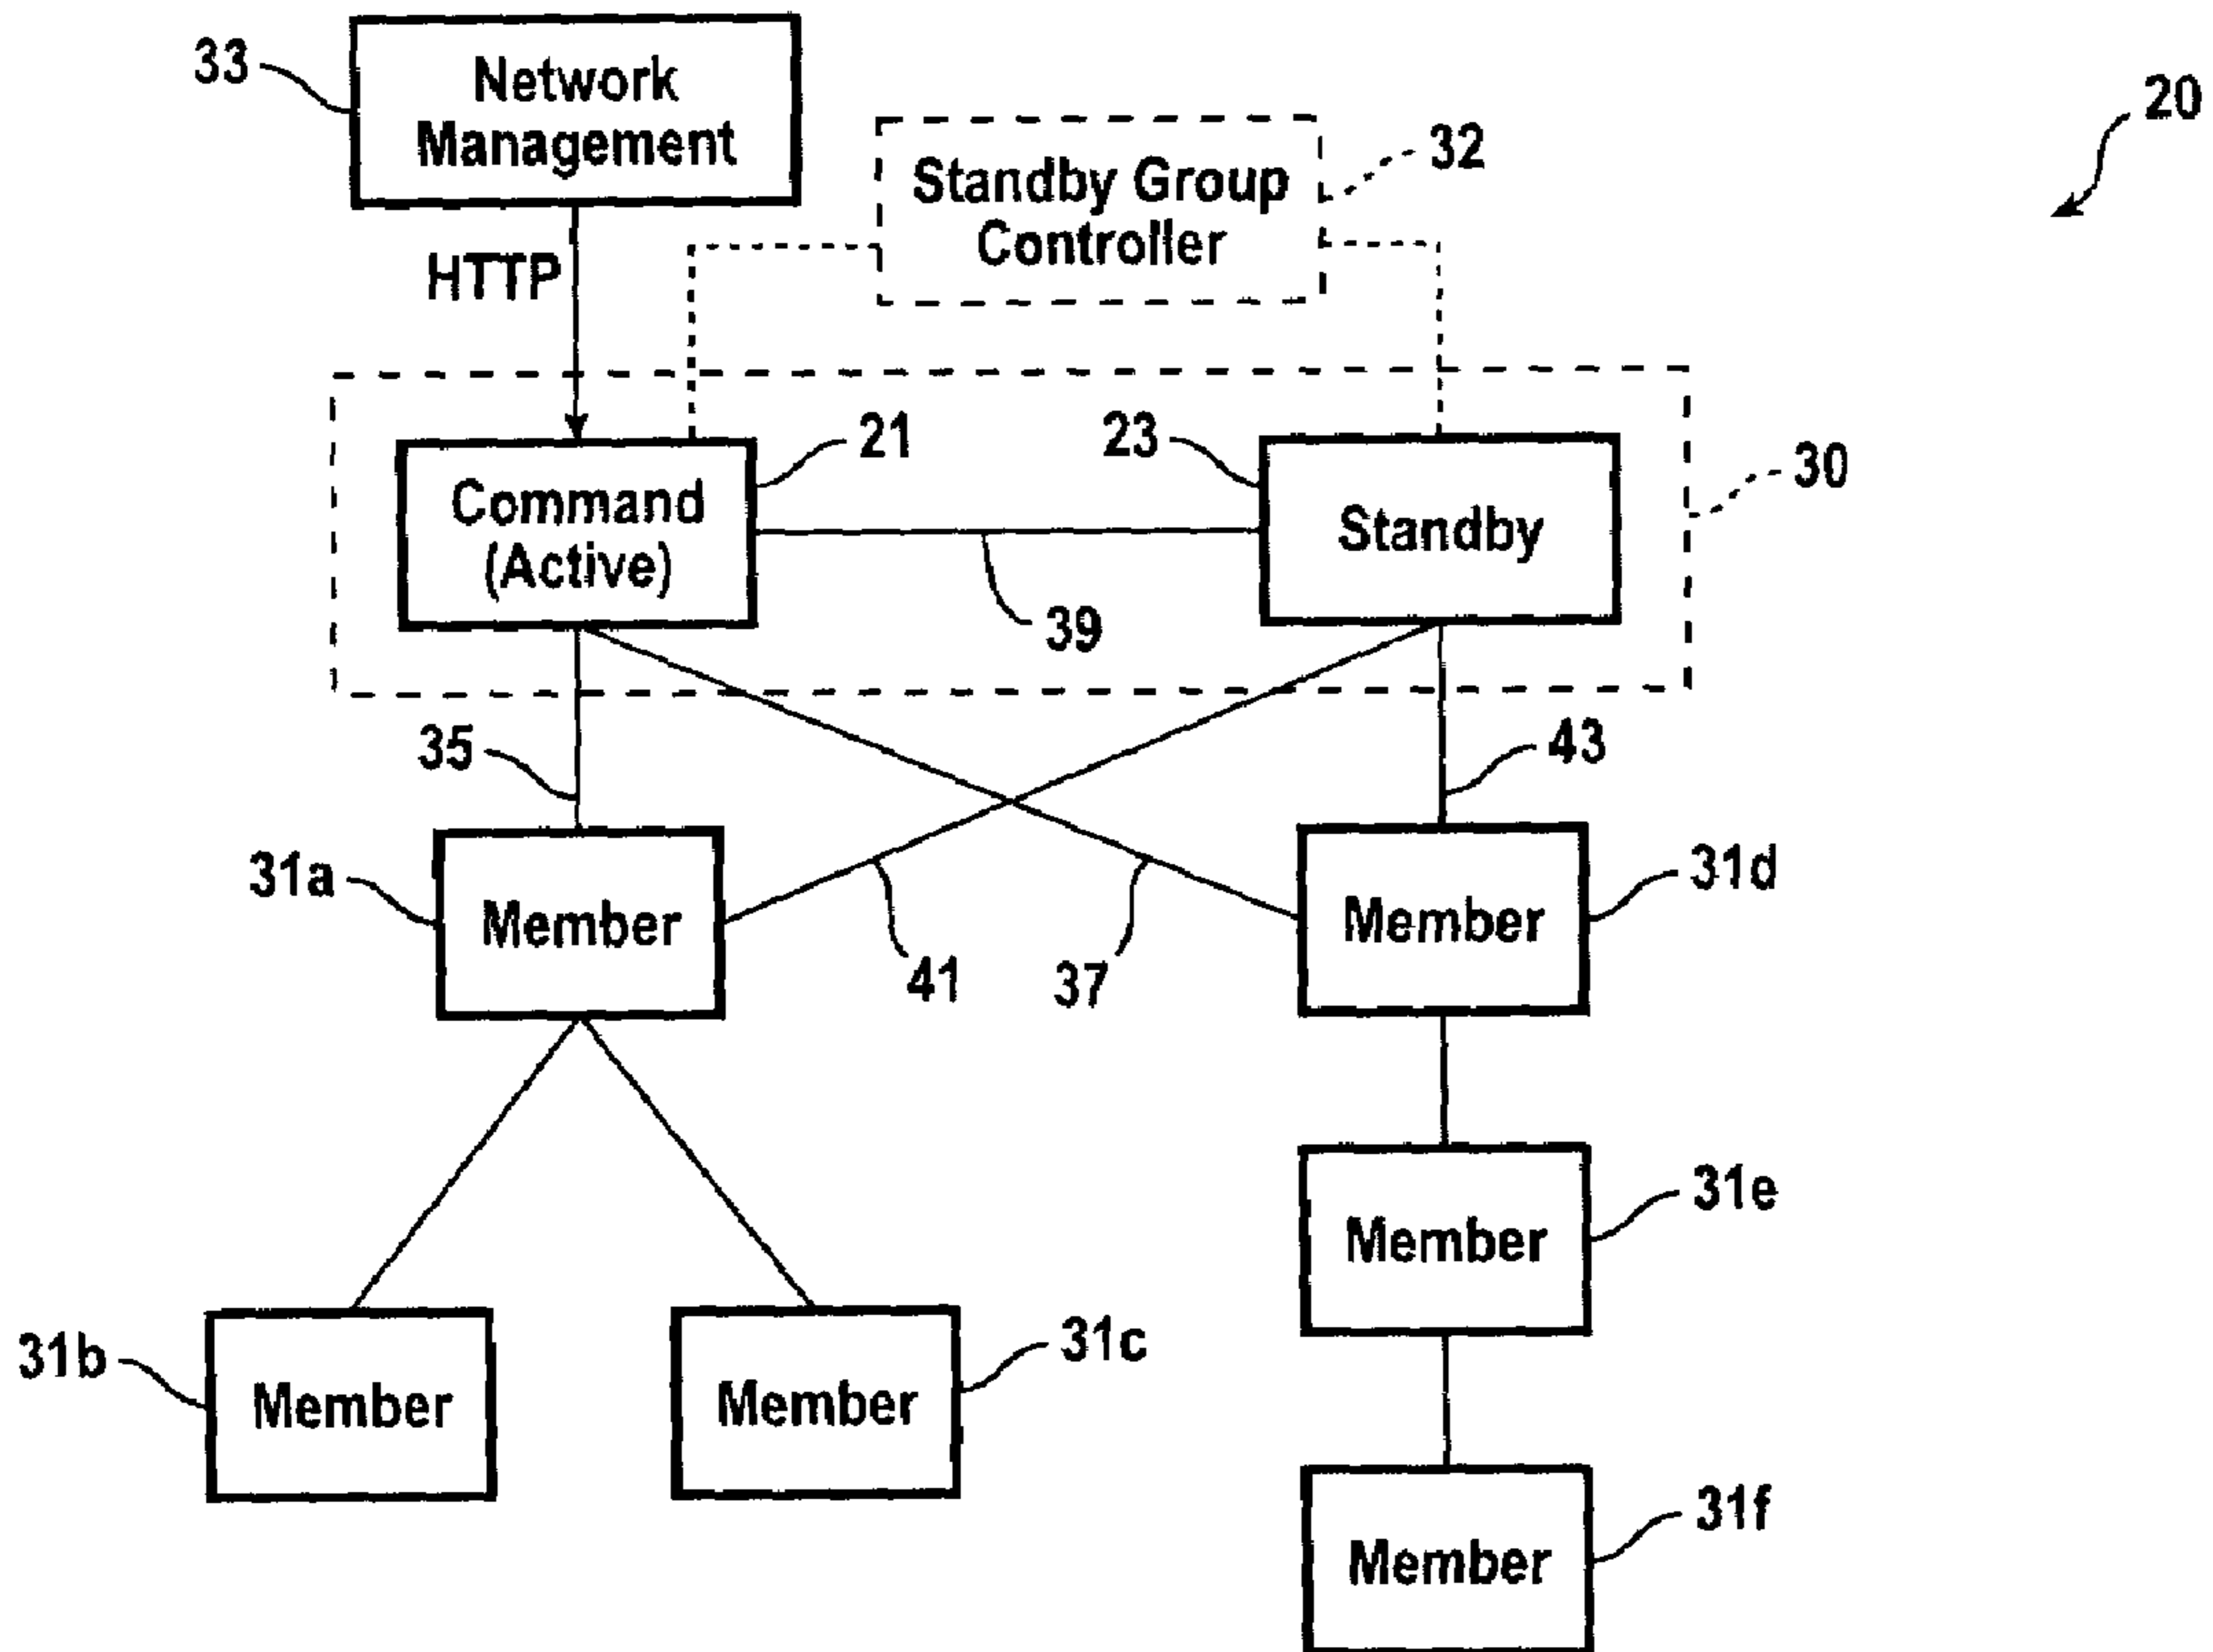 33
Network
Management
20
32
Standby Group
Controller
HTTP
21
23
30
Command
(Active)
Standby
39
35
43
31a
Member
31d
Member
41
37
31e
Member
31b
Member
31c
Member
31f
Member